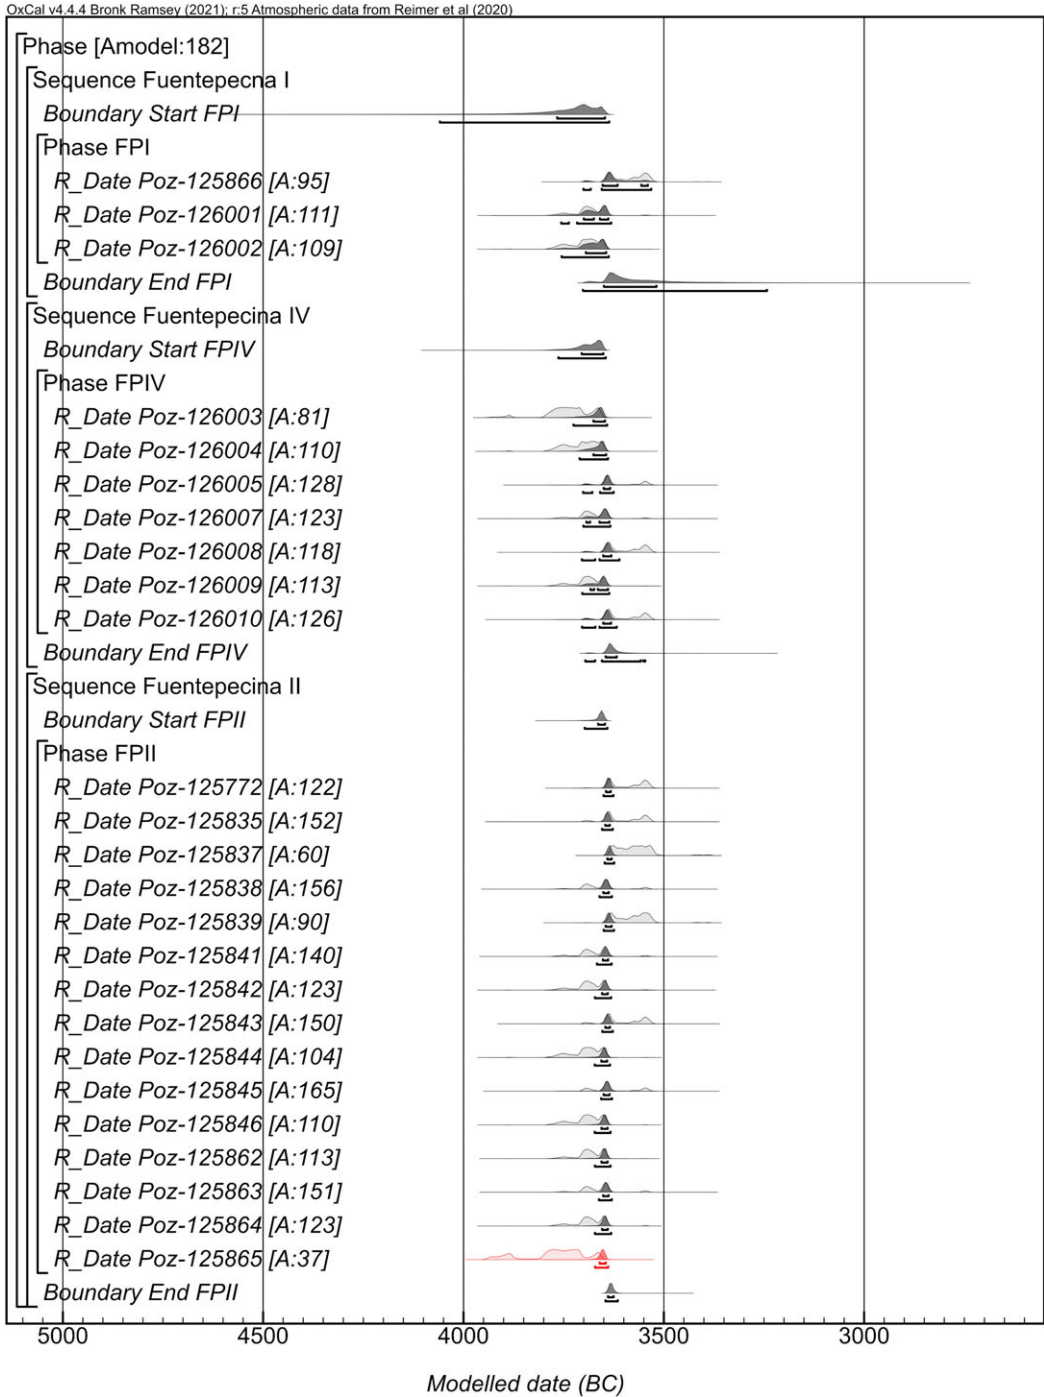 OxCal v4.4.4 Bronk Ramsey (2021); r:5 Atmospheric data from Reimer et al (2020)
Phase [Amodel:182]
Sequence Fuentepecna I
Boundary Start FPI
Phase FPI
R_Date Poz-125866 [A:95]
R_Date Poz-126001 [A:111]
R_Date Poz-126002 [A:109]
Boundary End FPI
Sequence Fuentepecina IV
Boundary Start FPIV
Phase FPIV
R_Date Poz-126003 [A:81]
R_Date Poz-126004 [A:110]
R_Date Poz-126005 [A:128]
R_Date Poz-126007 [A:123]
R_Date Poz-126008 [A:118]
R_Date Poz-126009 [A:113]
R_Date Poz-126010 [A:126]
Boundary End FPIV
Sequence Fuentepecina II
Boundary Start FPII
Phase FPII
R_Date Poz-125772 [A:122]
R_Date Poz-125835 [A:152]
R_Date Poz-125837 [A:60]
R_Date Poz-125838 [A:156]
R_Date Poz-125839 [A:90]
R_Date Poz-125841 [A:140]
R_Date Poz-125842 [A:123]
R_Date Poz-125843 [A:150]
R_Date Poz-125844 [A:104]
R_Date Poz-125845 [A:165]
R_Date Poz-125846 [A:110]
R_Date Poz-125862 [A:113]
R_Date Poz-125863 [A:151]
R_Date Poz-125864 [A:123]
R_Date Poz-125865 [A:37]
Boundary End FPII
5000 4500 4000 3500 3000
Modelled date (BC)